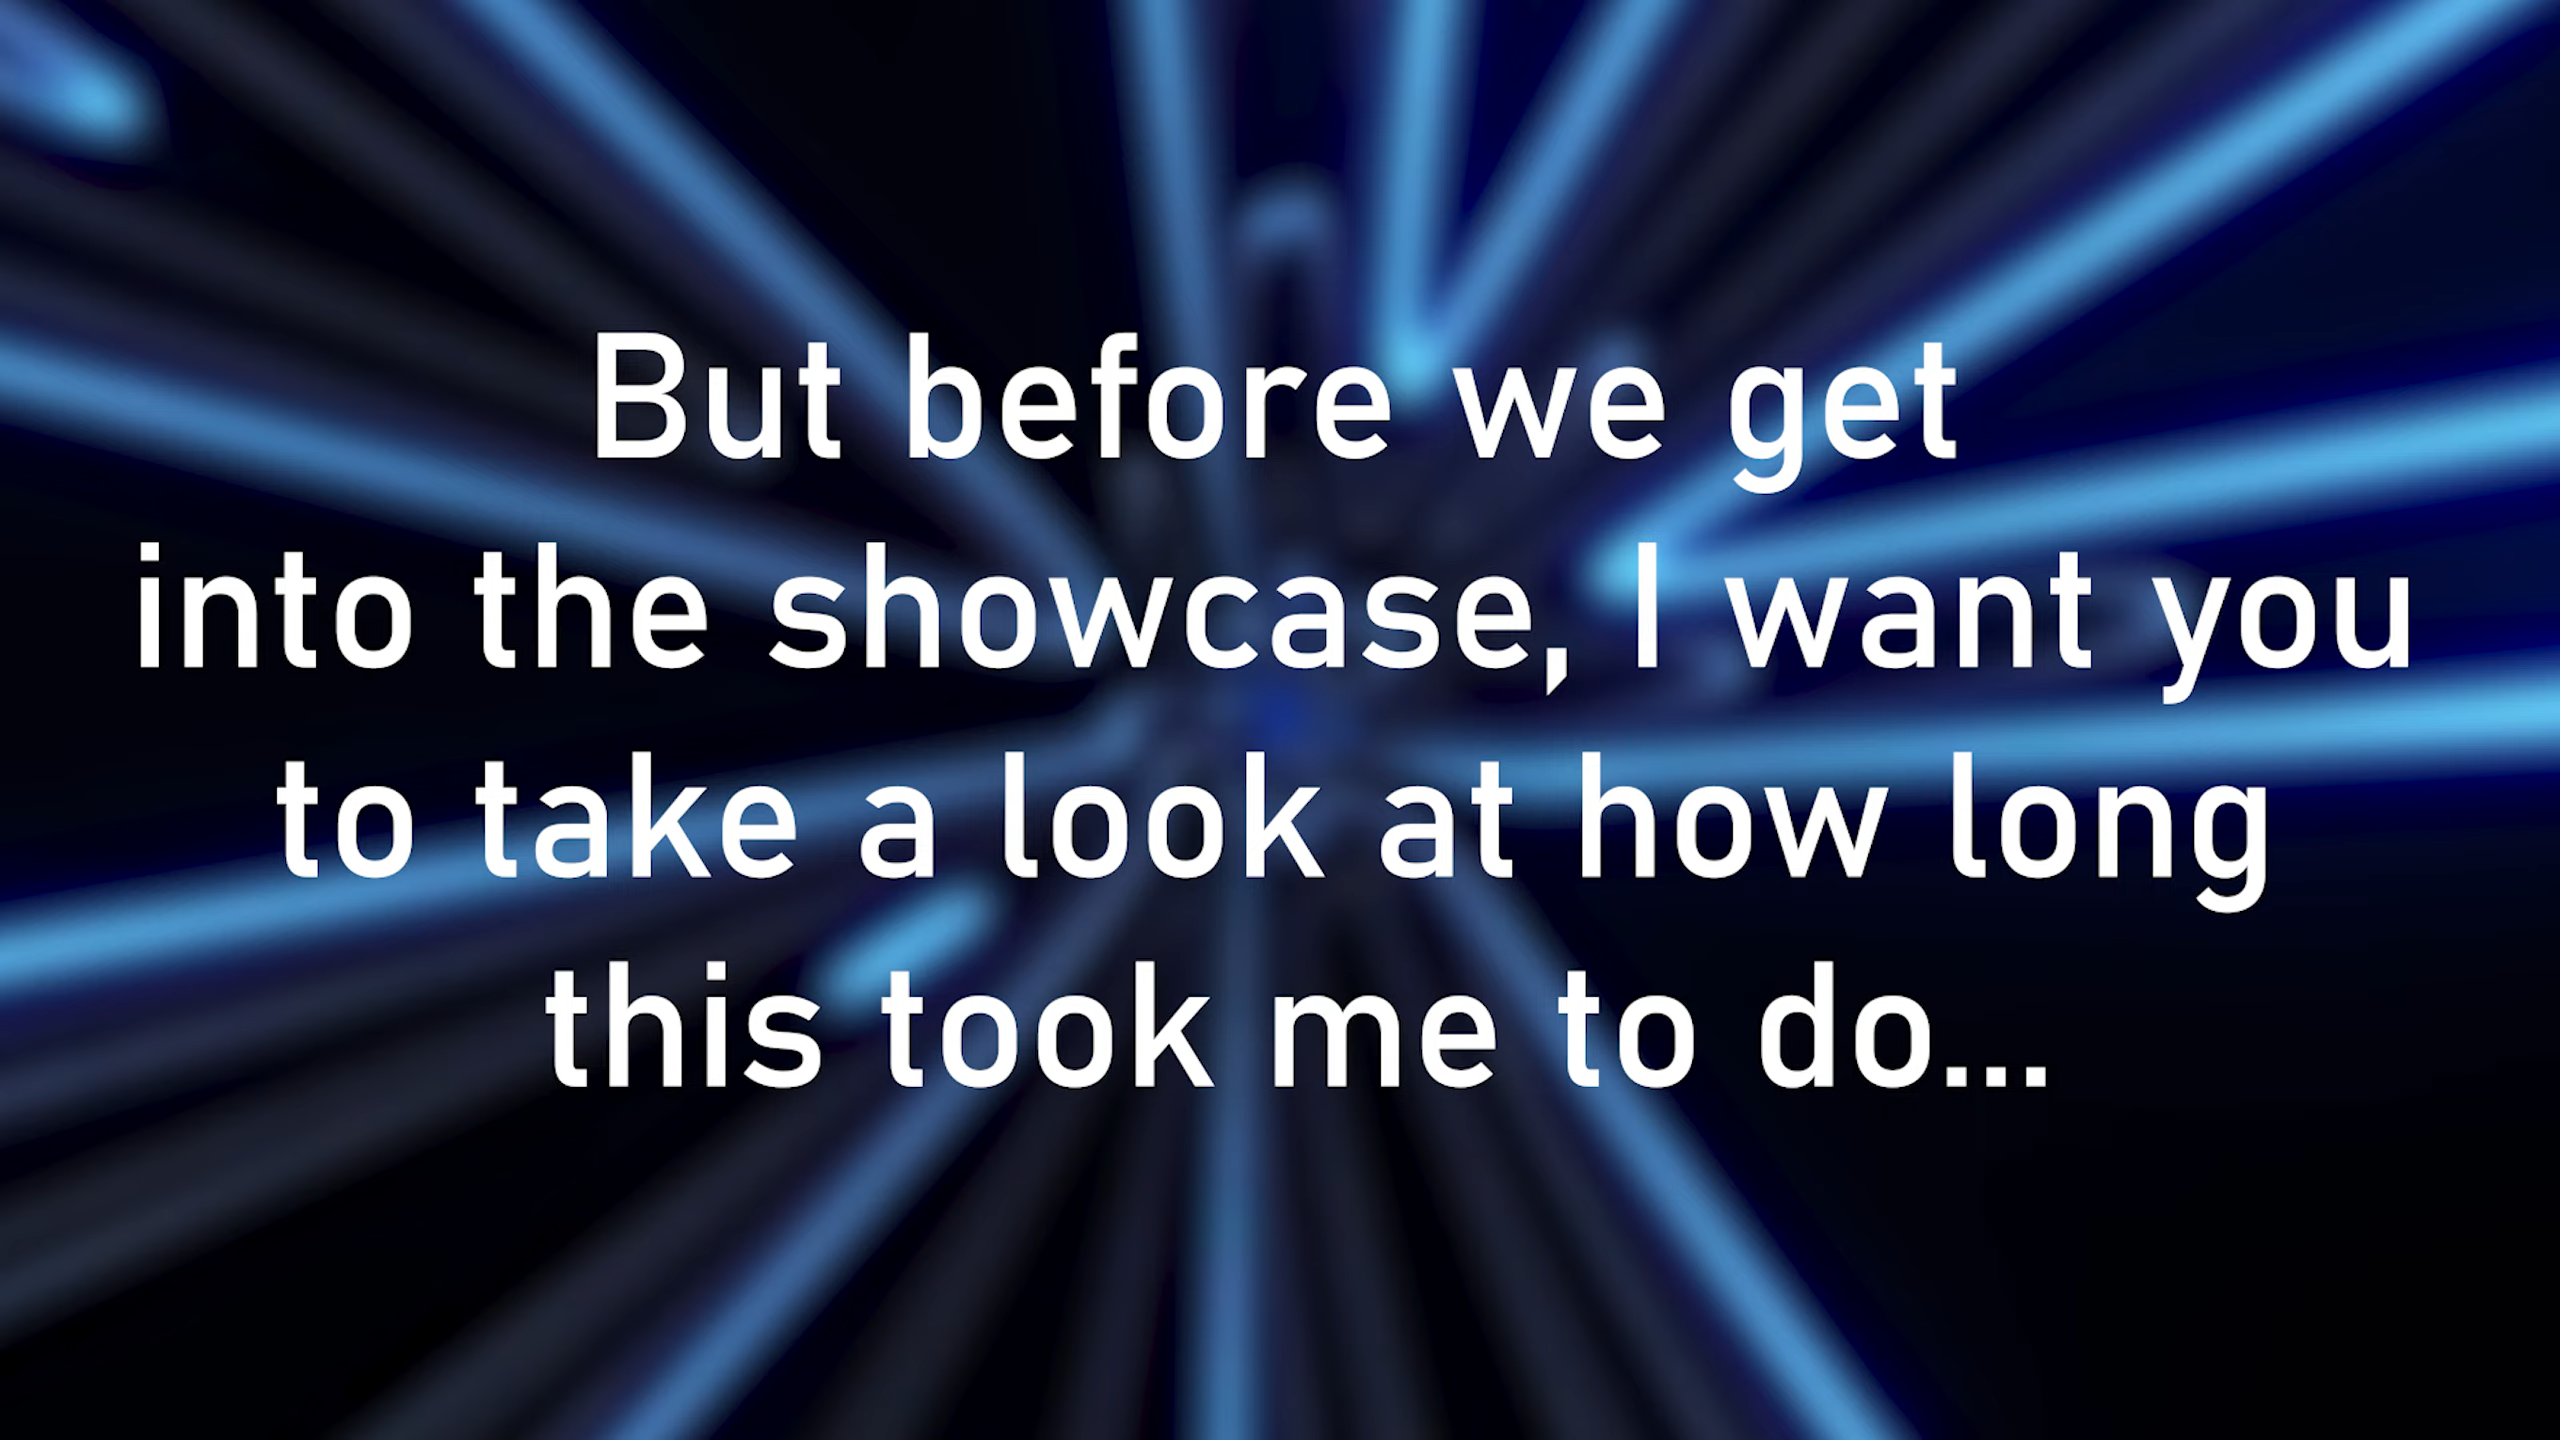 But before we get
into the showcase, I want you
to take a look at how long
this took me to do...